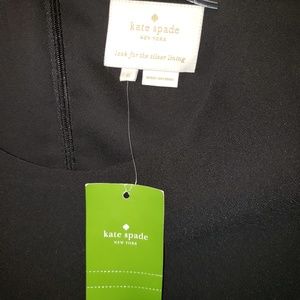 kate spade
NEW YORK
look for the silver lining
kate spade
NEW YORK